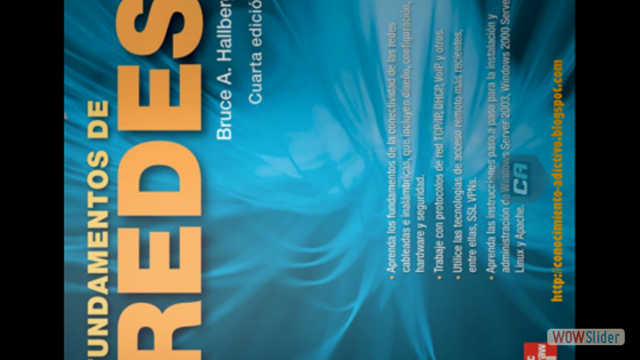 FUNDAMENTOS DE
REDES
Bruce A. Hallber
Cuarta edició
• Aprenda los fundamentos de la conectividad de las redes
cableadas e inalámbricas, que incluyen diseño, configuración,
hardware y seguridad.
• Trabaje con protocolos de red TCP/IP, DHCP, VoIP y otros.
• Utilice las tecnologías de acceso remoto más recientes,
entre ellas, SSL VPNs.
• Aprenda las instrucciones paso a paso para la instalación y
administración de Windows Server 2003, Windows 2000 Serve
Linux y Apache.
CA
http://conocimiento-adictivo.blogspot.com
WOWSlider